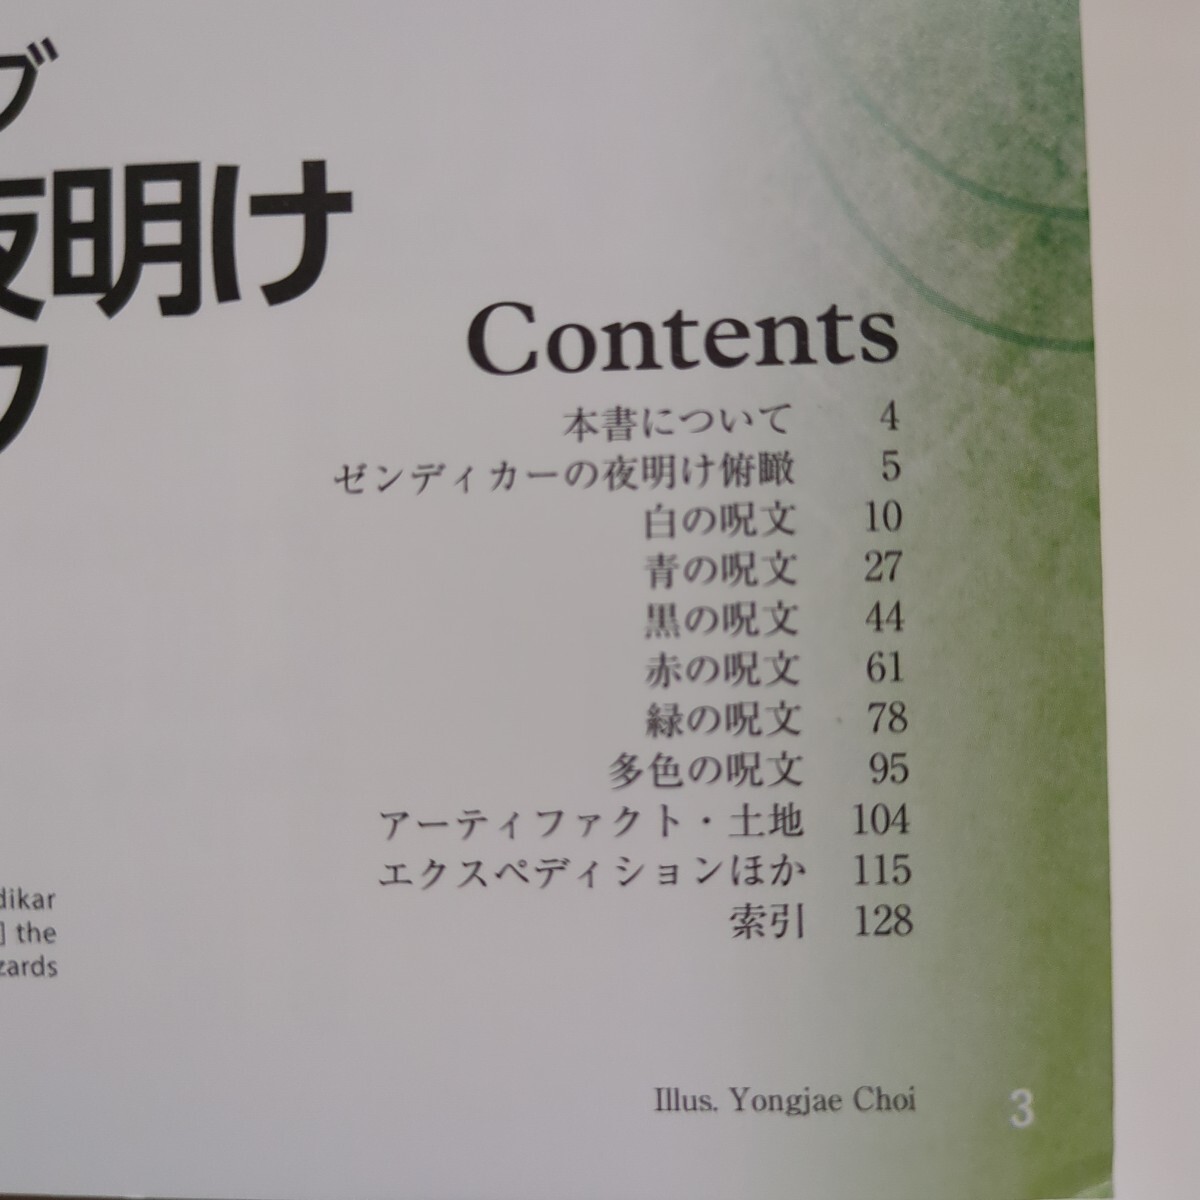 ブ
夜明け
Contents
本書について 4
ゼンディカーの夜明け俯瞰 5
白の呪文 10
青の呪文 27
黒の呪文 44
赤の呪文 61
緑の呪文 78
多色の呪文 95
アーティファクト・土地 104
エクスペディションほか 115
索引 128
dikar
] the
zards
Illus. Yongjae Choi
3